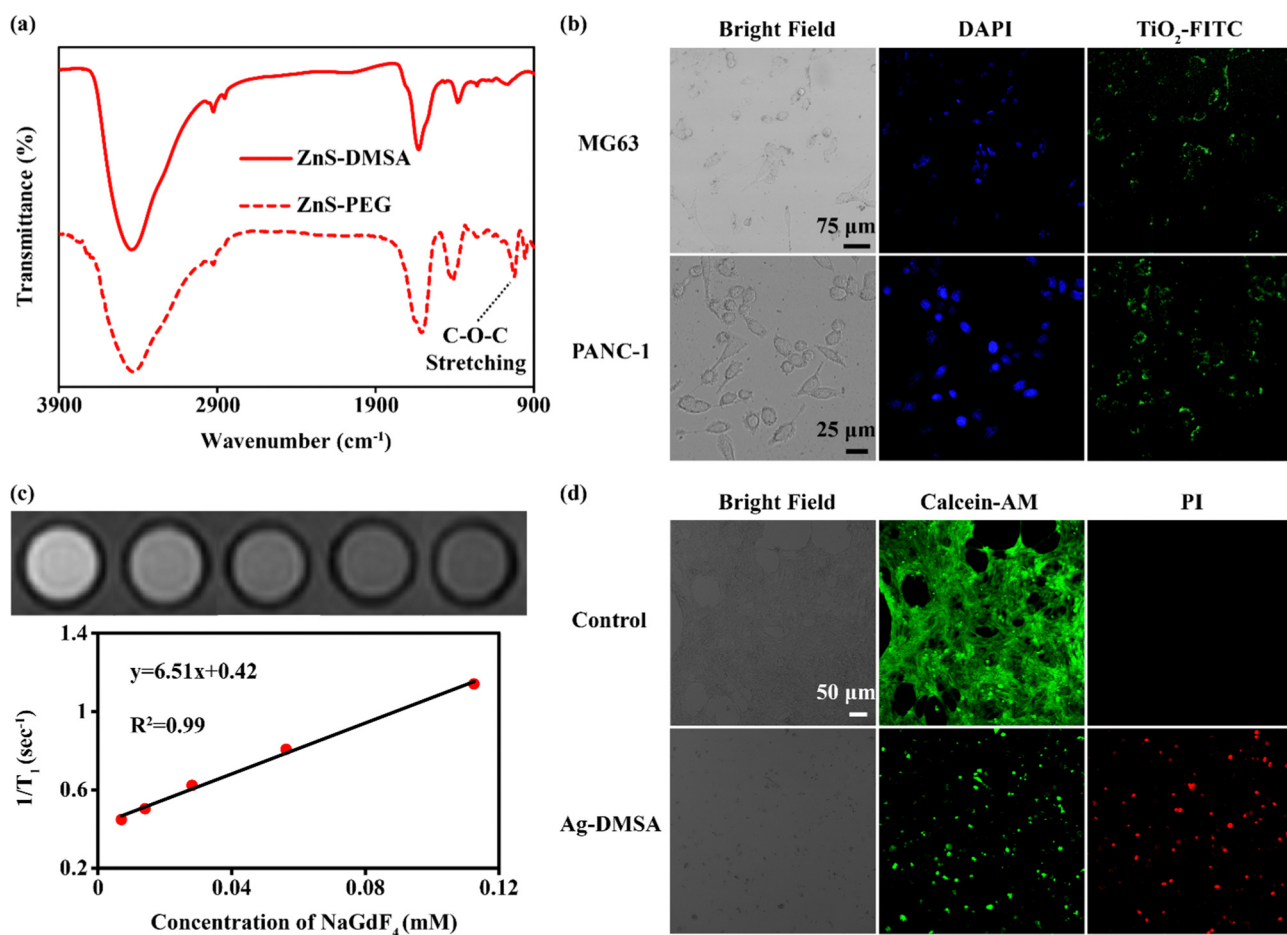 (a)
Transmittance (%)
ZnS-DMSA
ZnS-PEG
C-O-C
Stretching
3900 2900 1900 900
Wavenumber (cm⁻¹)
(b)
Bright Field DAPI TiO₂-FITC
MG63
75 µm
PANC-1
25 µm
(c)
1.4
1
0.6
0.2
1/T₁ (sec⁻¹)
y=6.51x+0.42
R²=0.99
0 0.04 0.08 0.12
Concentration of NaGdF₄ (mM)
(d)
Bright Field Calcein-AM PI
Control
50 µm
Ag-DMSA